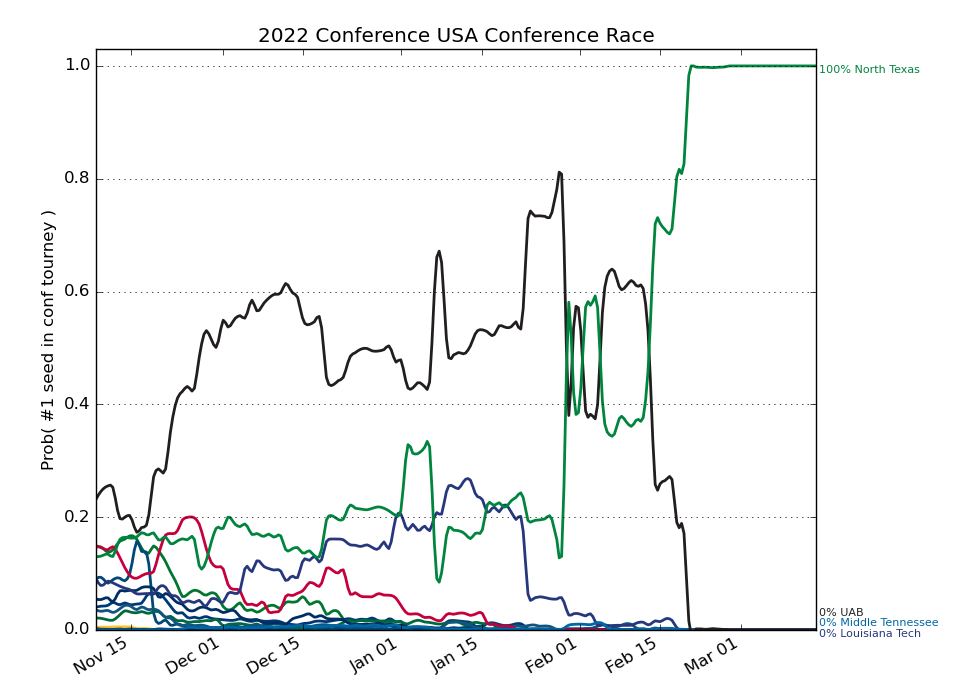 2022 Conference USA Conference Race
1.0
0.8
0.6
0.4
0.2
0.0
Prob( #1 seed in conf tourney )
Nov 15
Dec 01
Dec 15
Jan 01
Jan 15
Feb 01
Feb 15
Mar 01
100% North Texas
0% UAB
0% Middle Tennessee
0% Louisiana Tech